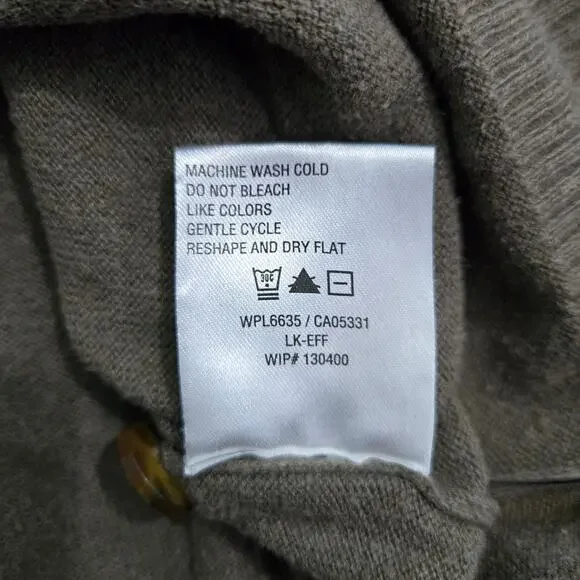 MACHINE WASH COLD
DO NOT BLEACH
LIKE COLORS
GENTLE CYCLE
RESHAPE AND DRY FLAT
30C
WPL6635 / CA05331
LK-EFF
WIP# 130400